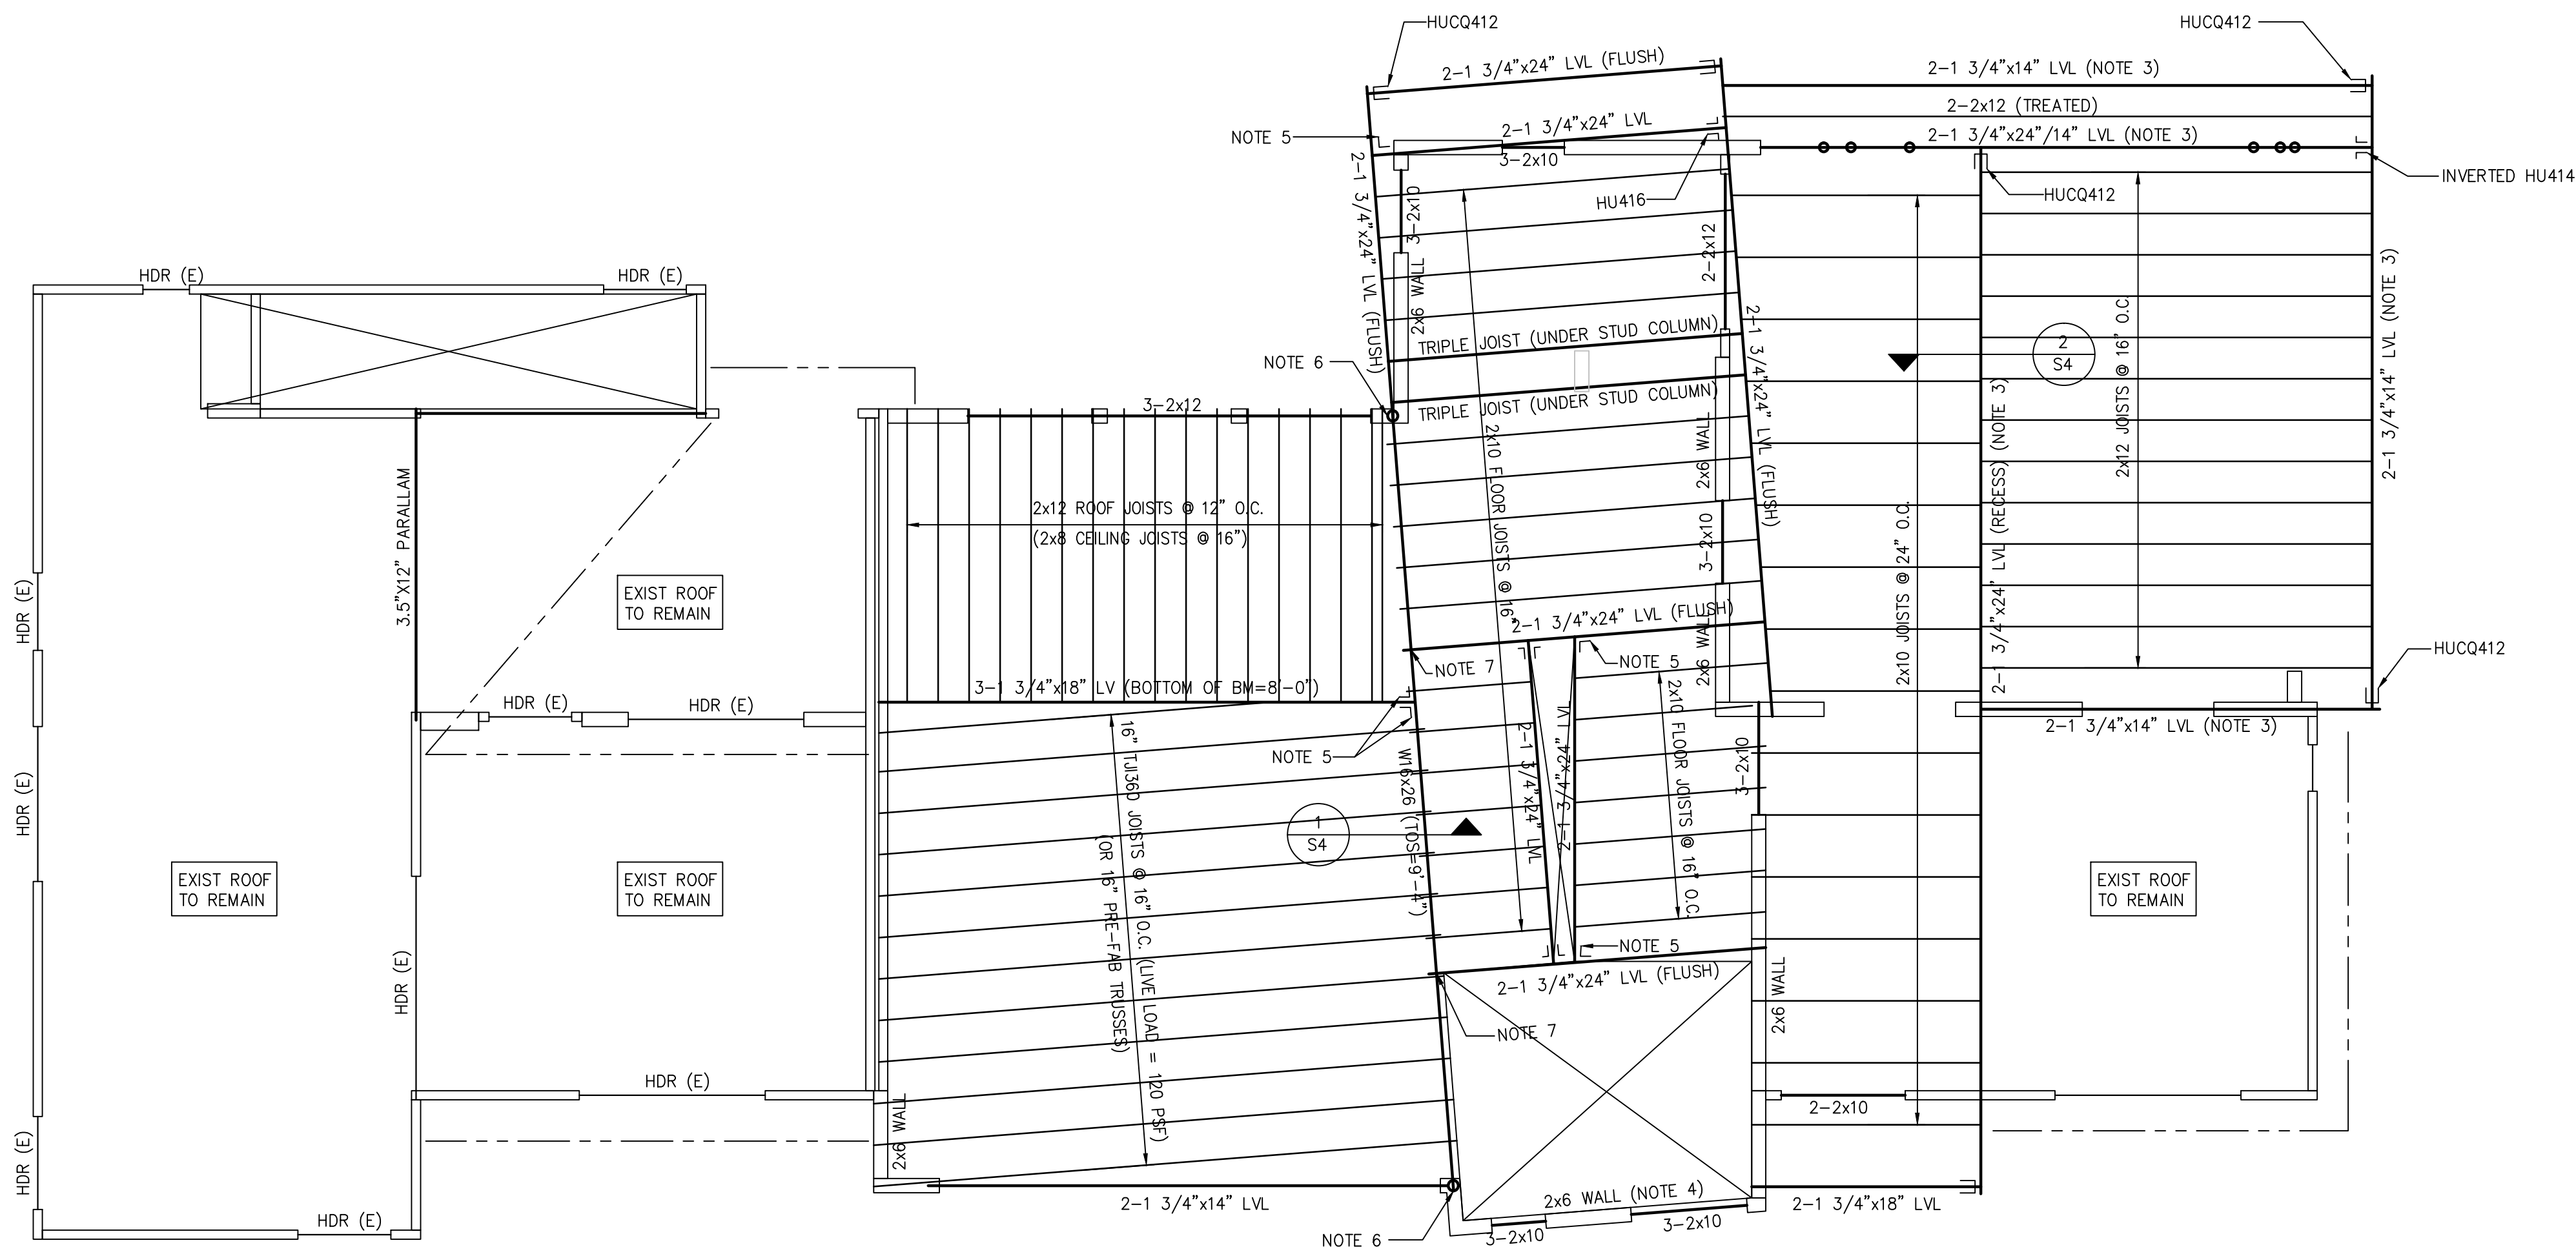 HUCQ412
HUCQ412
2-1 3/4"x24" LVL (FLUSH)
2-1 3/4"x14" LVL (NOTE 3)
2-2x12 (TREATED)
NOTE 5
2-1 3/4"x24" LVL
2-1 3/4"x24"/14" LVL (NOTE 3)
3-2x10
INVERTED HU414
HUCQ412
HU416
2-1 3/4"x24" LVL (FLUSH)
3-2x10
2x6 WALL
2-2x12
HDR (E)
HDR (E)
2-1 3/4"x14" LVL (NOTE 3)
2x12 JOISTS @ 16" O.C.
2
S4
TRIPLE JOIST (UNDER STUD COLUMN)
NOTE 6
TRIPLE JOIST (UNDER STUD COLUMN)
2-1 3/4"x24" LVL (FLUSH)
3-2x12
2x10 FLOOR JOISTS @ 16"
2x6 WALL
3.5"X12" PARALLAM
2x12 ROOF JOISTS @ 12" O.C.
(2x8 CEILING JOISTS @ 16")
3-2x10
2x10 JOISTS @ 24" O.C.
2-1 3/4"x24" LVL (RECESS) (NOTE 3)
EXIST ROOF
TO REMAIN
HDR (E)
2-1 3/4"x24" LVL (FLUSH)
2x6 WALL
NOTE 7
NOTE 5
HUCQ412
3-1 3/4"x18" LV (BOTTOM OF BM=8'-0")
HDR (E)
HDR (E)
2-1 3/4"x14" LVL (NOTE 3)
NOTE 5
16" TJI360 JOISTS @ 16" O.C. (LIVE LOAD = 120 PSF)
(OR 16" PRE-FAB TRUSSES)
W16x26 (TOS=9'-4")
2-1 3/4"x24" LVL
2-1 3/4"x24" LVL
2x10 FLOOR JOISTS @ 16" O.C.
3-2x10
HDR (E)
1
S4
EXIST ROOF
TO REMAIN
EXIST ROOF
TO REMAIN
EXIST ROOF
TO REMAIN
HDR (E)
NOTE 5
2-1 3/4"x24" LVL (FLUSH)
2x6 WALL
NOTE 7
HDR (E)
2x6 WALL
2-2x10
HDR (E)
2-1 3/4"x14" LVL
2x6 WALL (NOTE 4)
2-1 3/4"x18" LVL
HDR (E)
3-2x10
3-2x10
NOTE 6